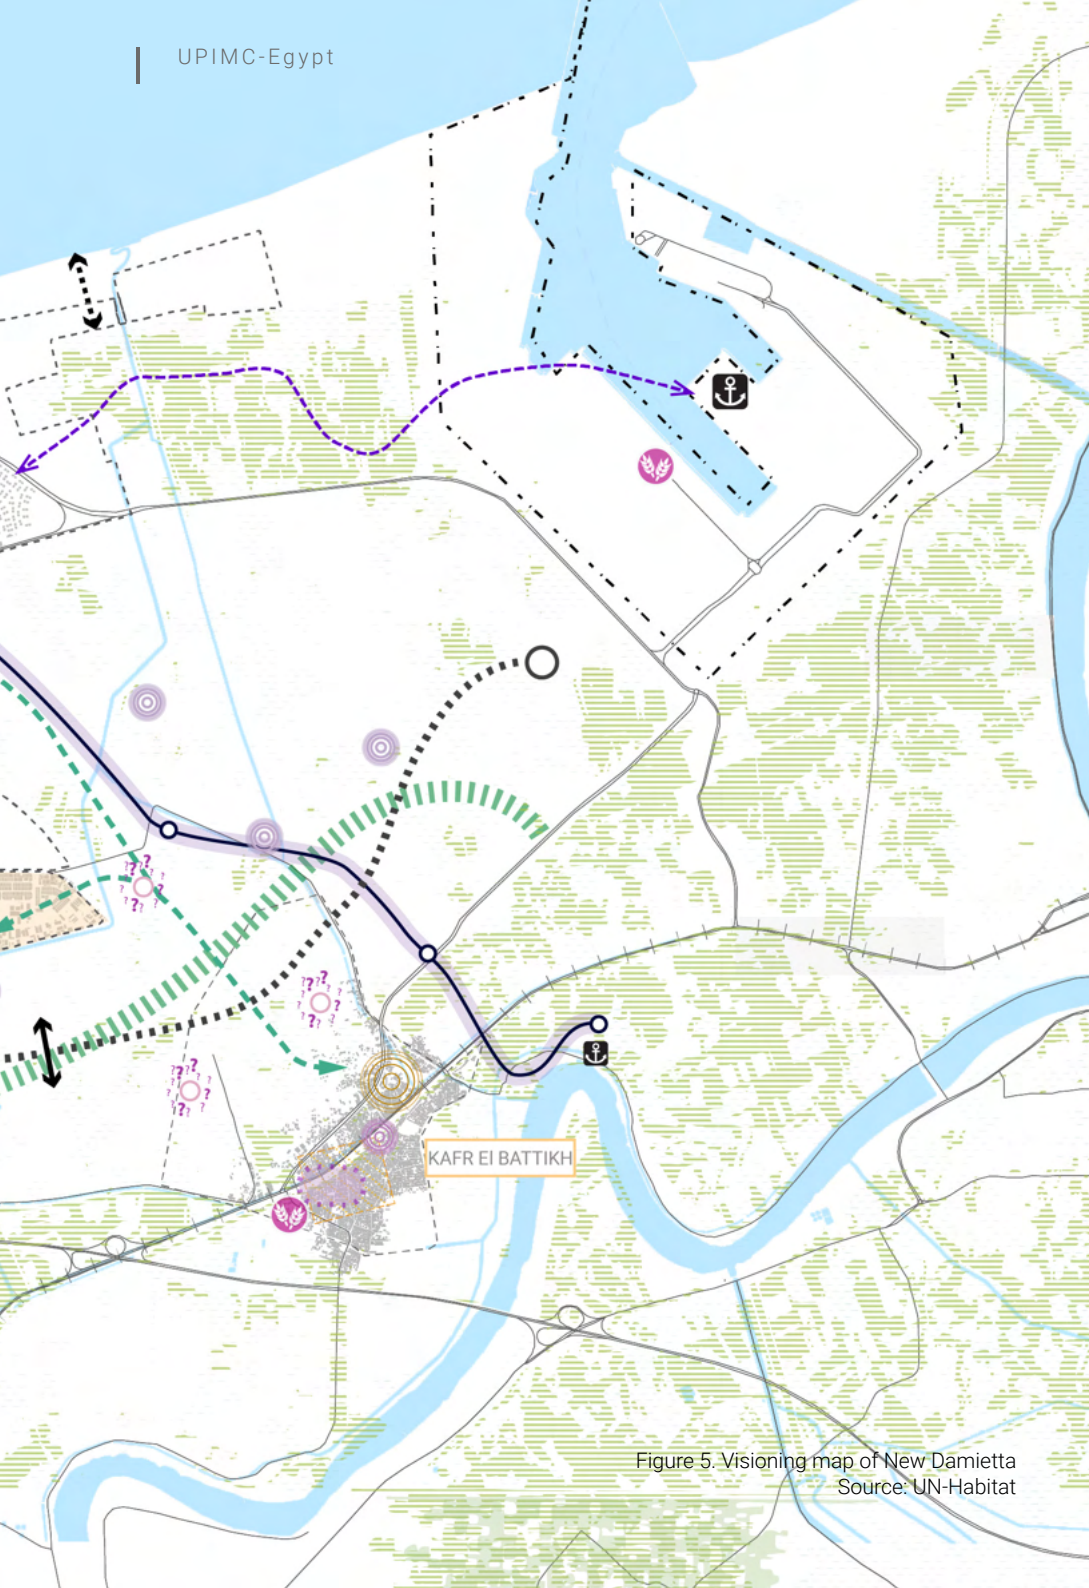 UPIMC-Egypt
KAFR El BATTIKH
Figure 5. Visioning map of New Damietta
Source: UN-Habitat